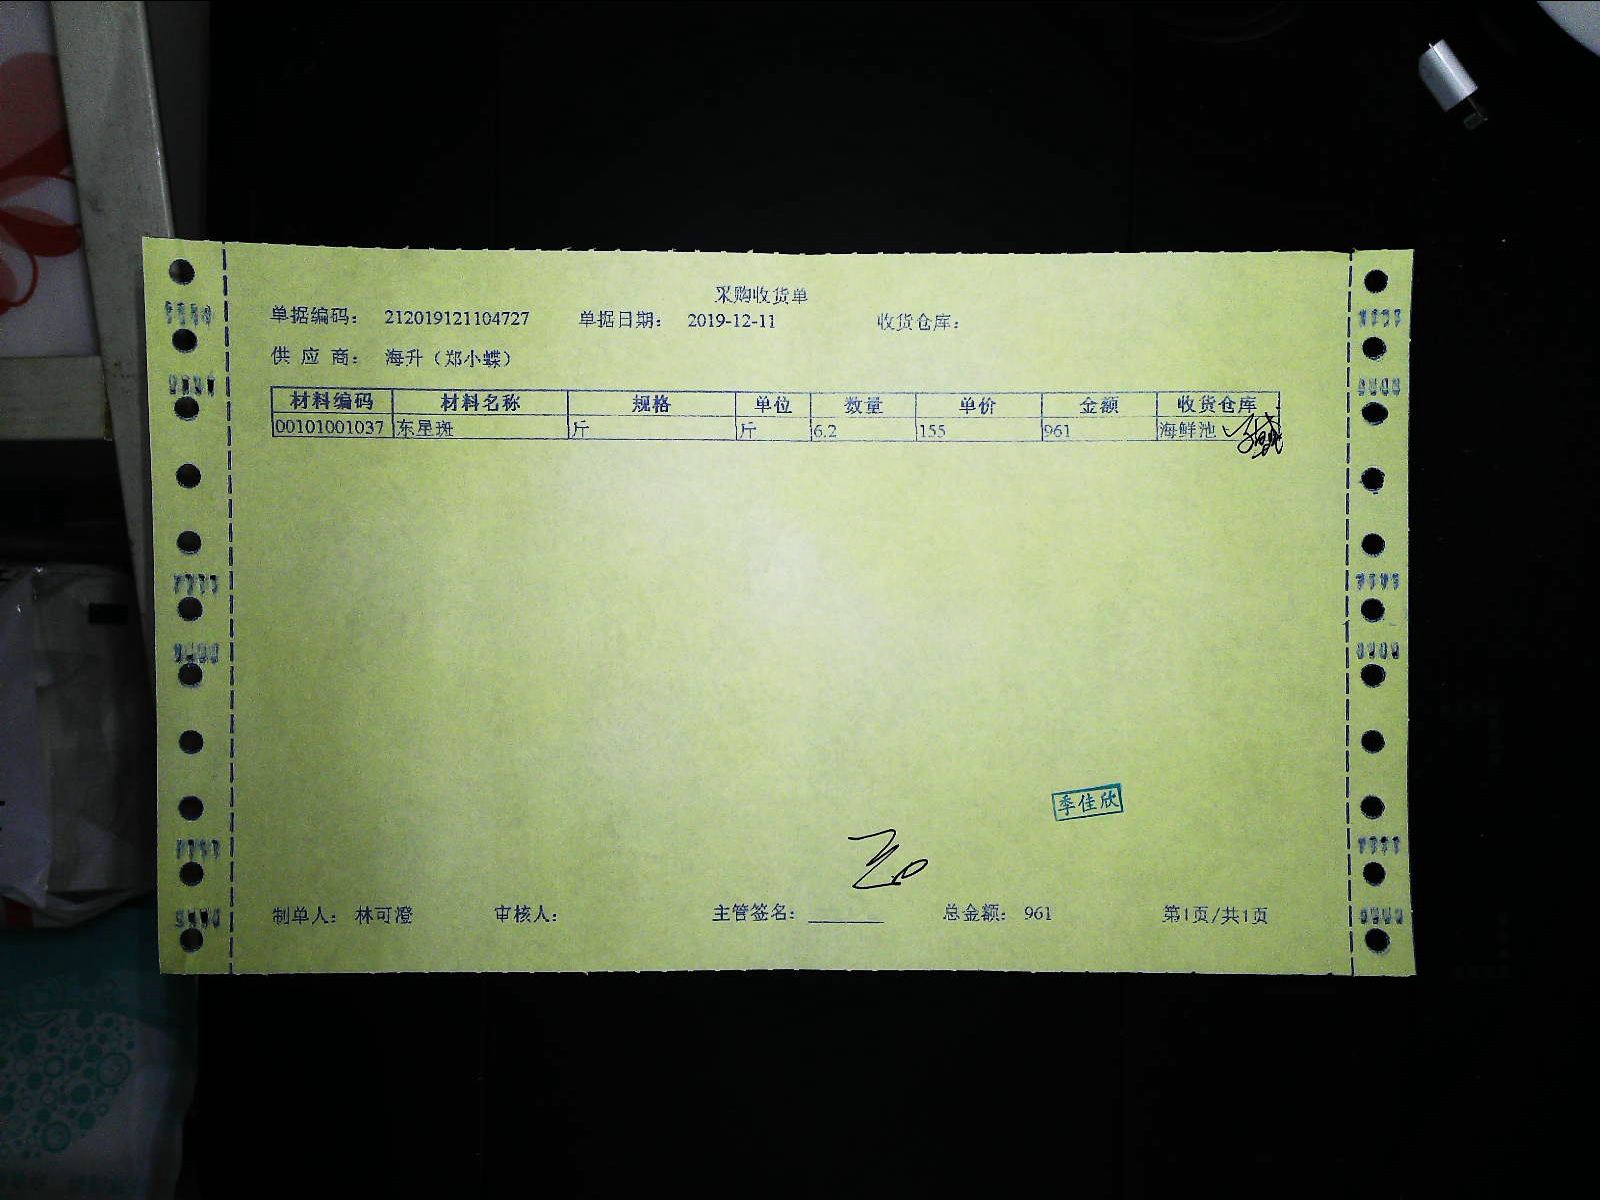 采购收货单
单据编码： 212019121104727 单据日期： 2019-12-11 收货仓库：
供 应 商： 海升（郑小蝶）
材料编码 材料名称 规格 单位 数量 单价 金额 收货仓库
00101001037 东星斑 斤 斤 6.2 155 961 海鲜池
季佳欣
制单人： 林可澄 审核人： 主管签名： ________ 总金额： 961 第1页/共1页